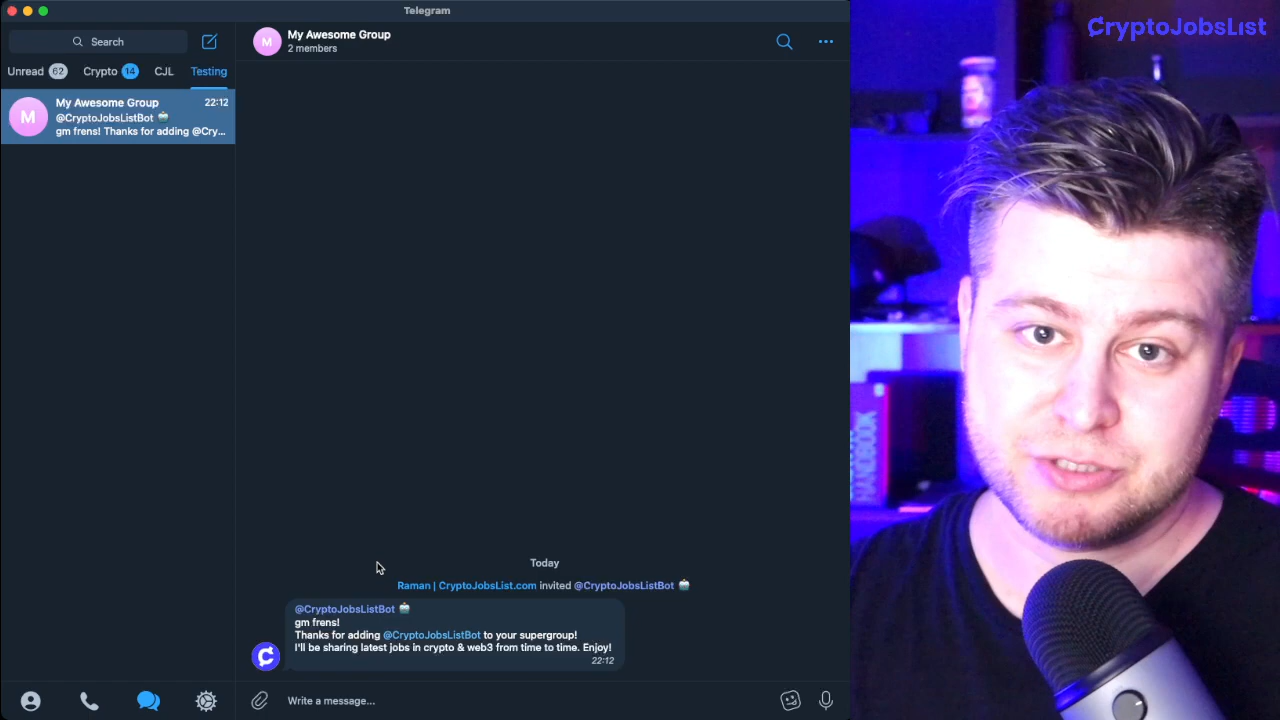 Telegram
Search
Unread 62 Crypto 14 CJL Testing
My Awesome Group 22:12
@CryptoJobsListBot
gm frens! Thanks for adding @Cry...
M
M
My Awesome Group
2 members
Today
Raman | CryptoJobsList.com invited @CryptoJobsListBot
@CryptoJobsListBot
gm frens!
Thanks for adding @CryptoJobsListBot to your supergroup!
I'll be sharing latest jobs in crypto & web3 from time to time. Enjoy!
22:12
Write a message...
CryptoJobsList
HANDBOOK